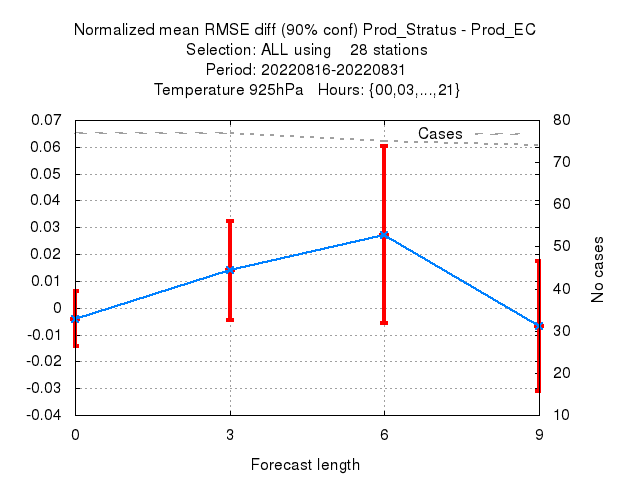 Normalized mean RMSE diff (90% conf) Prod_Stratus - Prod_EC
Selection: ALL using 28 stations
Period: 20220816-20220831
Temperature 925hPa Hours: {00,03,...,21}
Cases
0.07
0.06
0.05
0.04
0.03
0.02
0.01
0
-0.01
-0.02
-0.03
-0.04
80
70
60
50
40
30
20
10
No cases
0 3 6 9
Forecast length